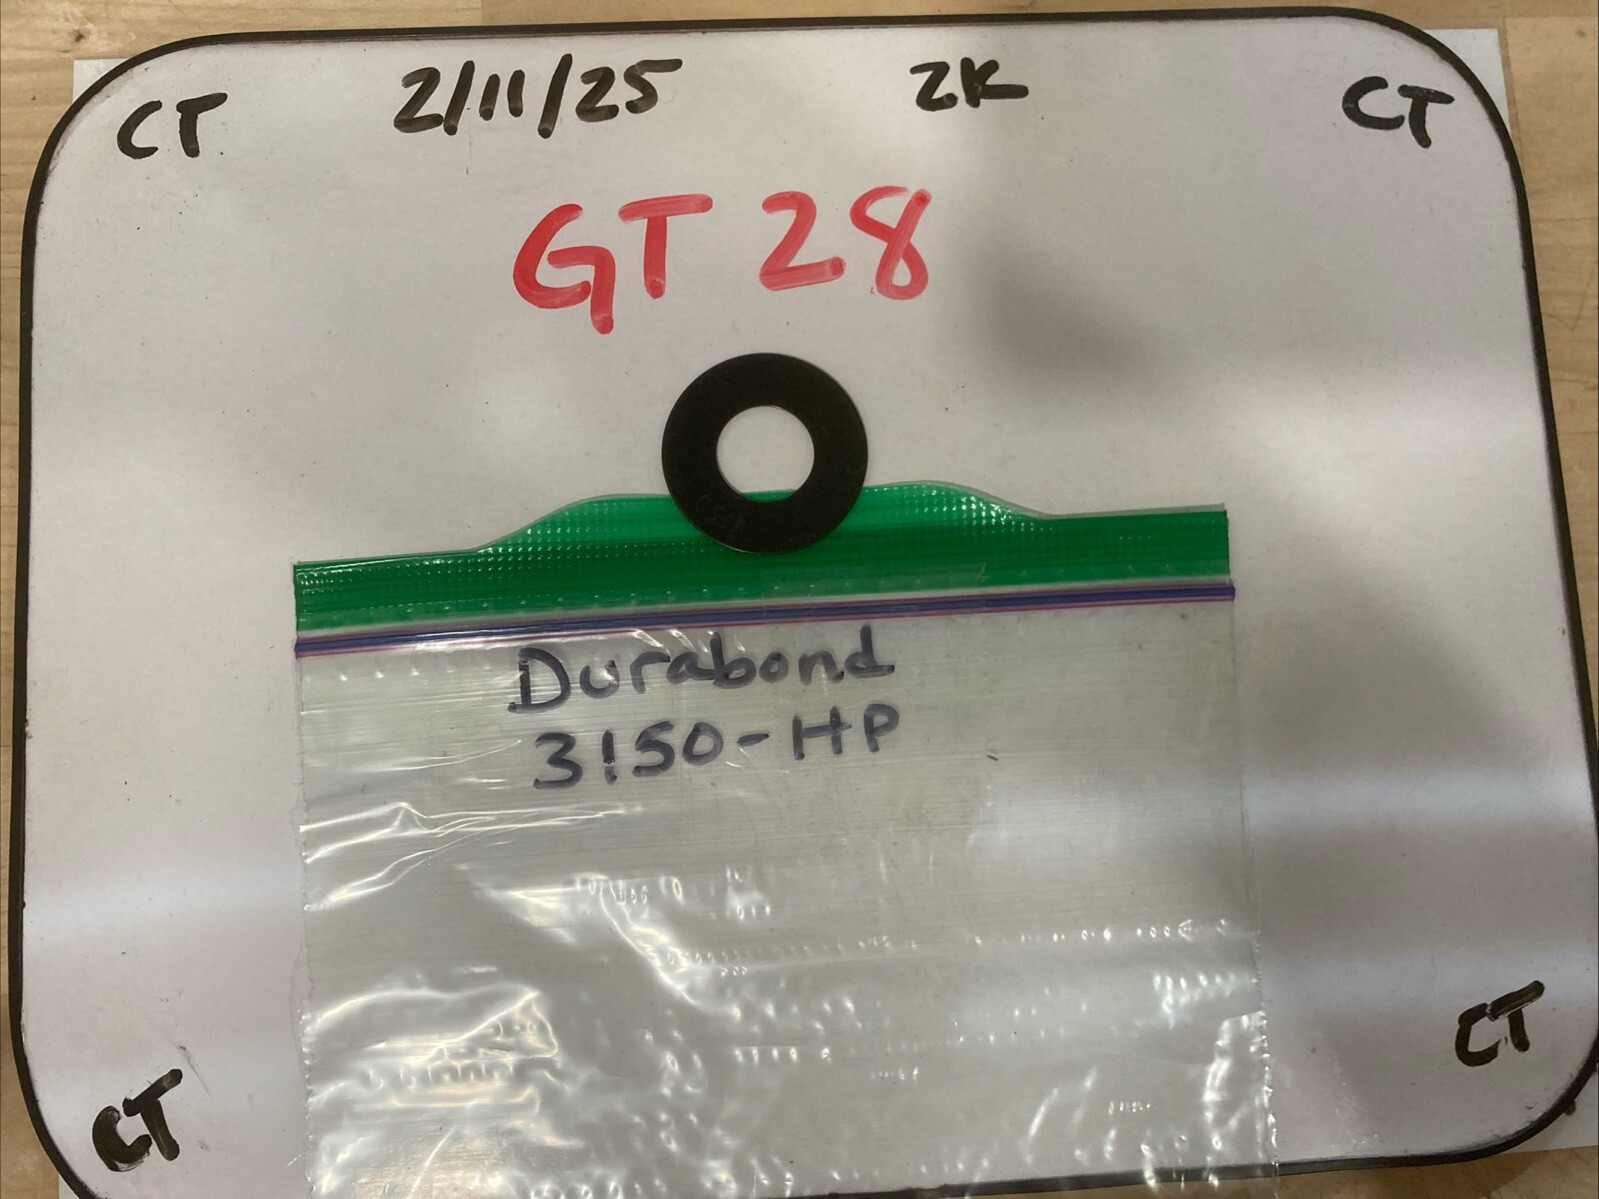 CT 2/11/25 2K CT
GT 28
Durabond
3150-HP
CT
CT